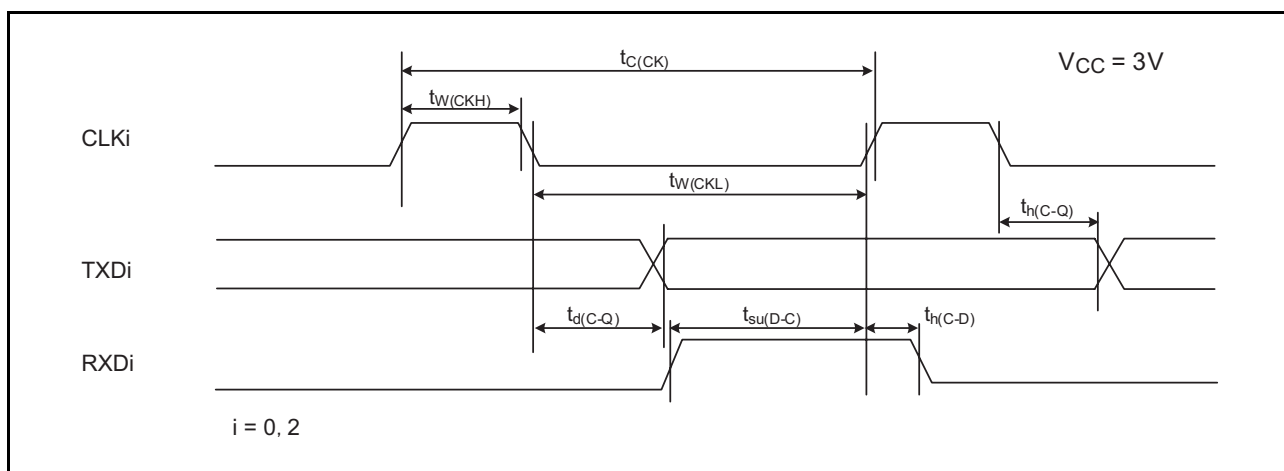 tC(CK)
VCC = 3V
tW(CKH)
CLKi
tW(CKL)
th(C-Q)
TXDi
td(C-Q)
tsu(D-C)
th(C-D)
RXDi
i = 0, 2